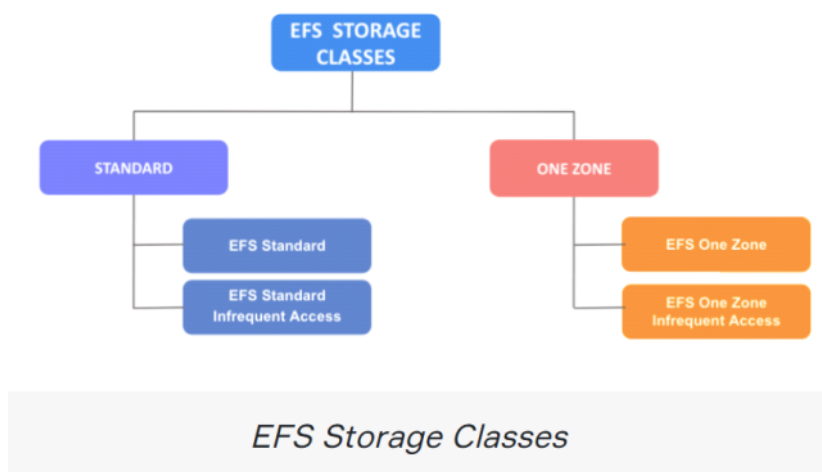 EFS STORAGE
CLASSES
STANDARD
ONE ZONE
EFS Standard
EFS Standard
Infrequent Access
EFS One Zone
EFS One Zone
Infrequent Access
EFS Storage Classes